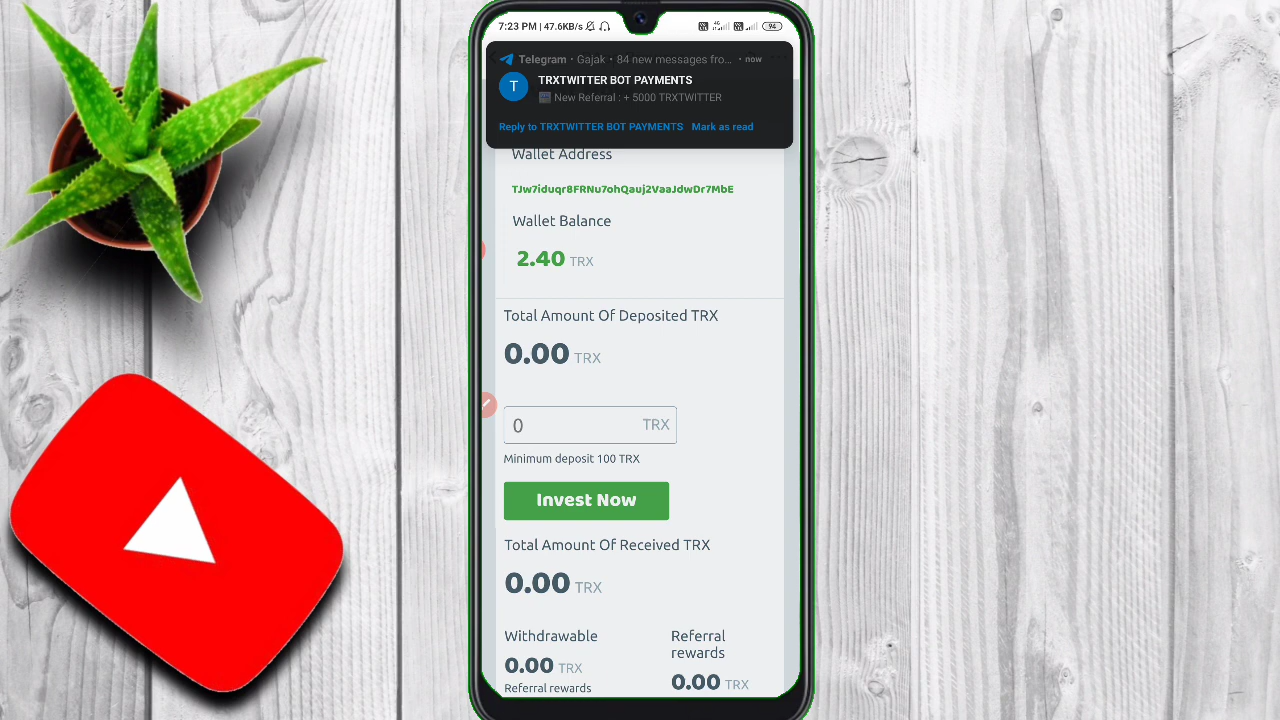 7:23 PM | 47.6KB/s
94
Telegram • Gajak • 84 new messages fro... • now
T
TRXTWITTER BOT PAYMENTS
New Referral : + 5000 TRXTWITTER
Reply to TRXTWITTER BOT PAYMENTS Mark as read
Wallet Address
TJw7iduqr8FRNu7ohQauj2VaaJdwDr7MbE
Wallet Balance
2.40 TRX
Total Amount Of Deposited TRX
0.00 TRX
0 TRX
Minimum deposit 100 TRX
Invest Now
Total Amount Of Received TRX
0.00 TRX
Withdrawable
0.00 TRX
Referral rewards
Referral
rewards
0.00 TRX